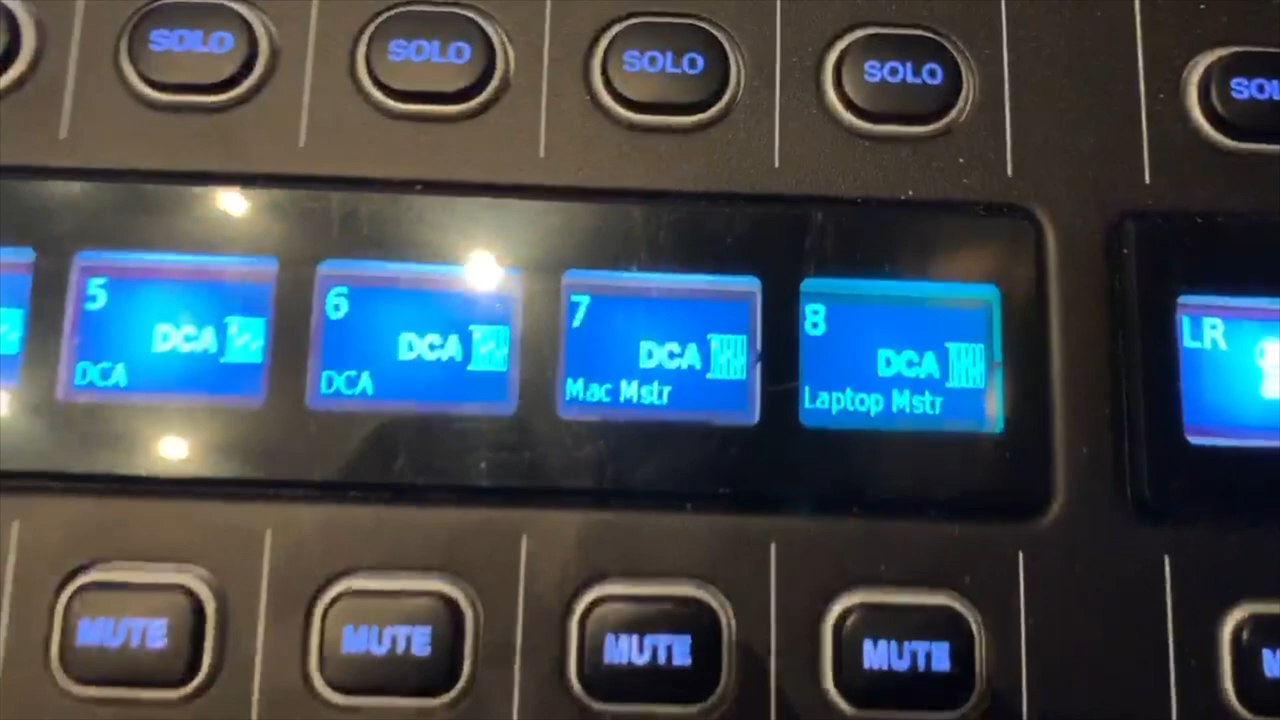 SOLO SOLO SOLO SOLO SOL
5 DCA DCA
6 DCA DCA
7 DCA Mac Mstr
8 DCA Laptop Mstr
LR
MUTE MUTE MUTE MUTE M